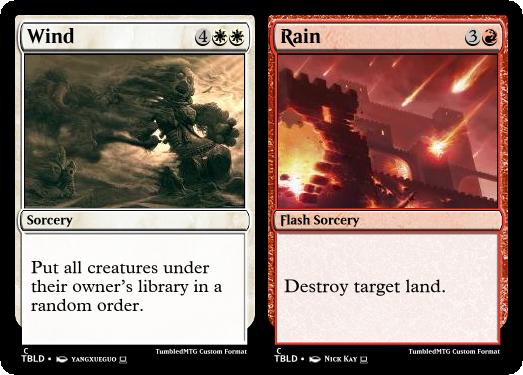 Wind 4
Sorcery
Put all creatures under
their owner's library in a
random order.
C
TBLD • YANGXUEGUO
TumbledMTG Custom Format
Rain 3
Flash Sorcery
Destroy target land.
C
TBLD • NICK KAY
TumbledMTG Custom Format